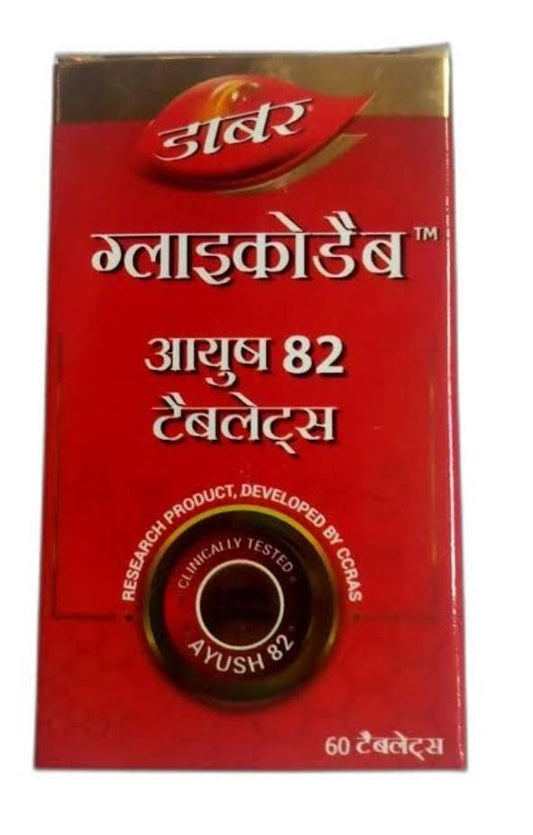 डाबर
ग्लाइकोडैब™
आयुष 82
टैबलेट्स
RESEARCH PRODUCT, DEVELOPED BY CCRAS
CLINICALLY TESTED
AYUSH 82
60 टैबलेट्स